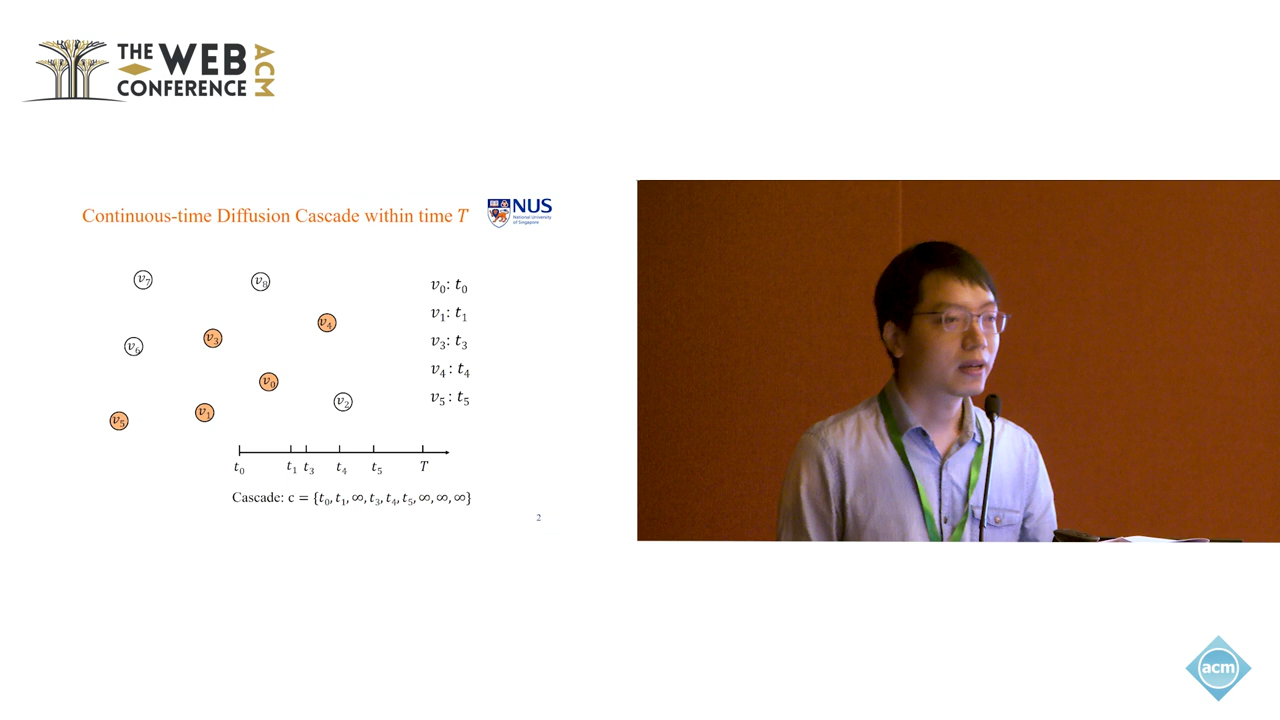 THE WEB
CONFERENCE
ACM
Continuous-time Diffusion Cascade within time T
NUS
National University
of Singapore
v7
v8
v0: t0
v4
v1: t1
v3
v6
v3: t3
v0
v4: t4
v1
v2
v5: t5
v5
t0 t1 t3 t4 t5 T
Cascade: c = {t0, t1, ∞, t3, t4, t5, ∞, ∞, ∞}
2
acm